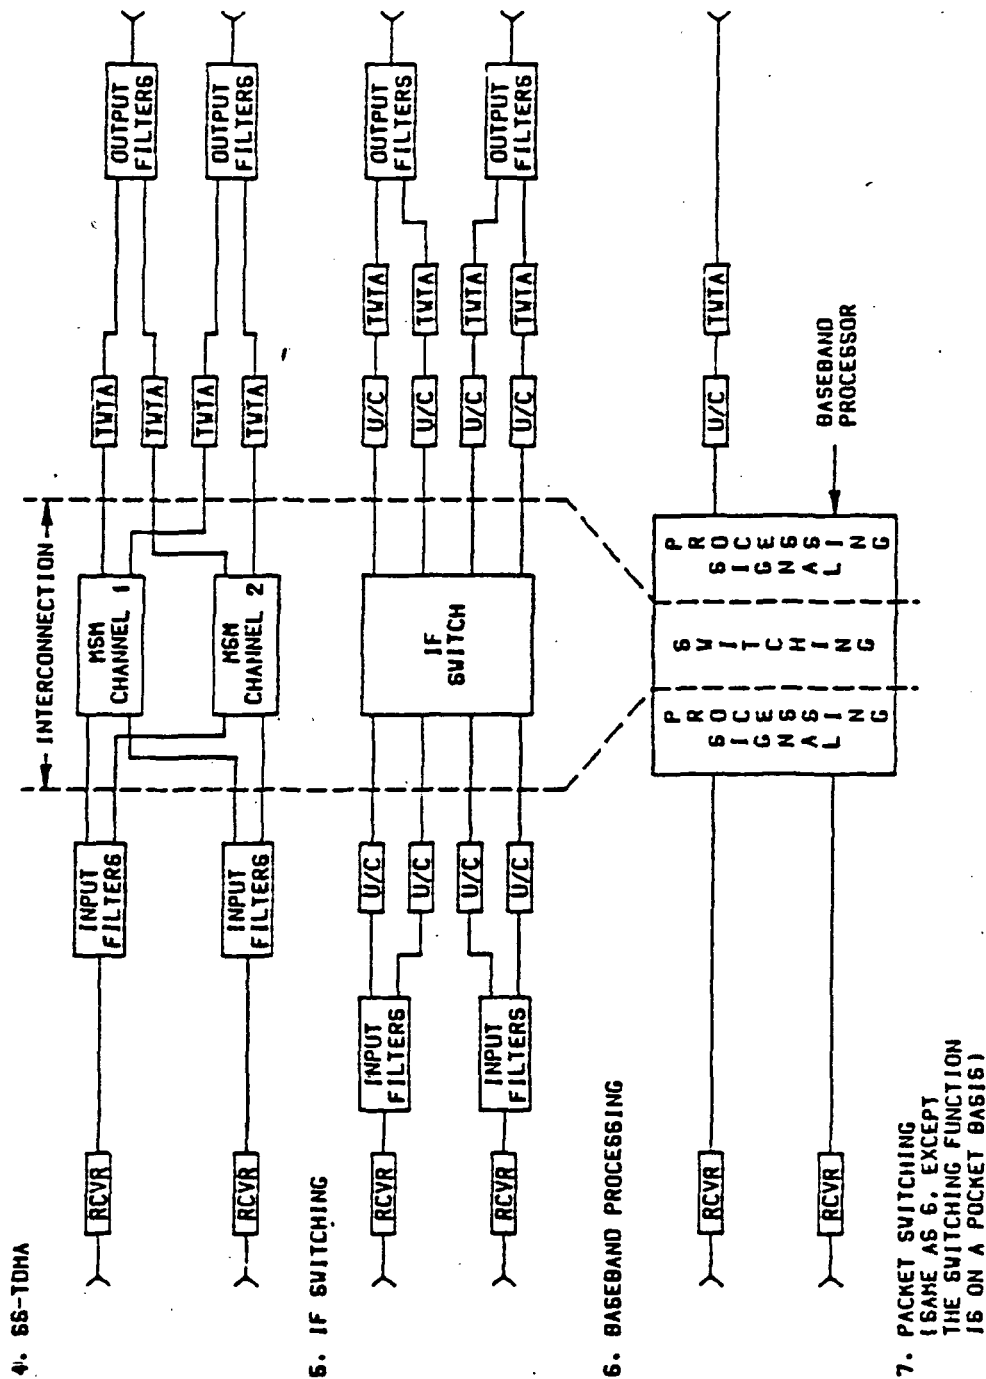 4. SS-TDMA
INTERCONNECTION
RCVR
INPUT
FILTERS
MSM
CHANNEL 1
TWTA
TWTA
OUTPUT
FILTERS
RCVR
INPUT
FILTERS
MSM
CHANNEL 2
TWTA
TWTA
OUTPUT
FILTERS
5. IF SWITCHING
RCVR
INPUT
FILTERS
U/C
U/C
IF
SWITCH
U/C
TWTA
U/C
TWTA
OUTPUT
FILTERS
RCVR
INPUT
FILTERS
U/C
U/C
U/C
TWTA
U/C
TWTA
OUTPUT
FILTERS
6. BASEBAND PROCESSING
RCVR
RCVR
SIGNAL
PROCESSING
SWITCHING
SIGNAL
PROCESSING
U/C
TWTA
BASEBAND
PROCESSOR
7. PACKET SWITCHING
(SAME AS 6, EXCEPT
THE SWITCHING FUNCTION
IS ON A POCKET BASIS)